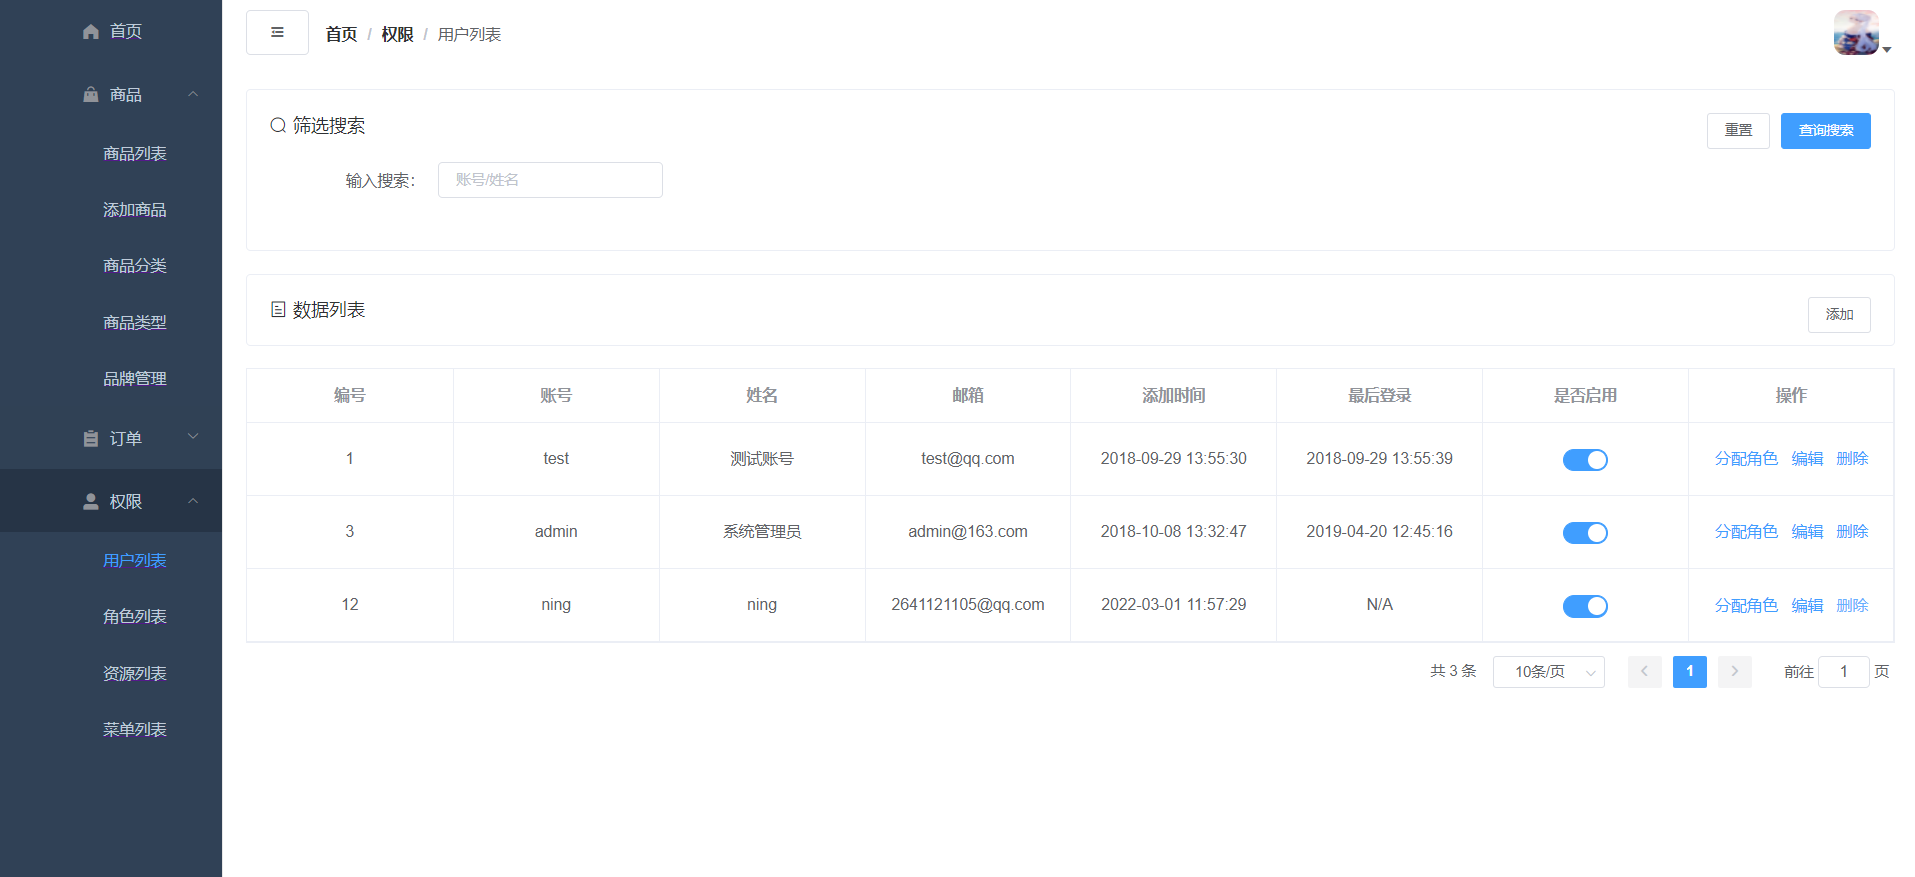 首页
商品
商品列表
添加商品
商品分类
商品类型
品牌管理
订单
权限
用户列表
角色列表
资源列表
菜单列表
首页 / 权限 / 用户列表
筛选搜索
重置 查询搜索
输入搜索: 账号/姓名
数据列表
添加
编号 账号 姓名 邮箱 添加时间 最后登录 是否启用 操作
1 test 测试账号 test@qq.com 2018-09-29 13:55:30 2018-09-29 13:55:39 分配角色 编辑 删除
3 admin 系统管理员 admin@163.com 2018-10-08 13:32:47 2019-04-20 12:45:16 分配角色 编辑 删除
12 ning ning 2641121105@qq.com 2022-03-01 11:57:29 N/A 分配角色 编辑 删除
共 3 条 10条/页 1 前往 1 页